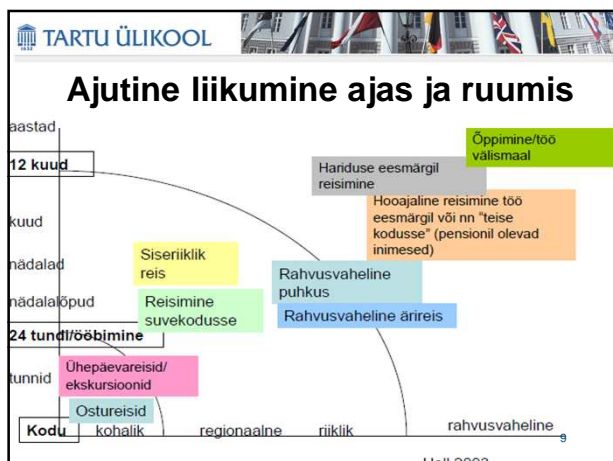 TARTU ÜLIKOOL
Ajutine liikumine ajas ja ruumis
aastad
Õppimine/töö
välismaal
12 kuud
Hariduse eesmärgil
reisimine
Hooajaline reisimine töö
eesmärgil või nn "teise
kodusse" (pensionil olevad
inimesed)
kuud
Siseriiklik
reis
nädalad
Rahvusvaheline
puhkus
nädalalõpud
Reisimine
suvekodusse
Rahvusvaheline ärireis
24 tundi/ööbimine
tunnid
Ühepäevareisid/
ekskursioonid
Ostureisid
Kodu kohalik regionaalne riiklik rahvusvaheline
9